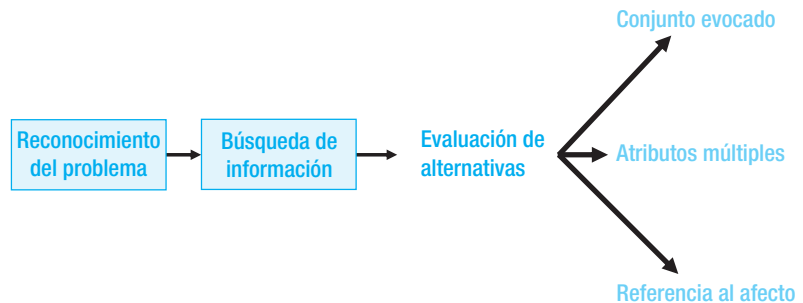 Conjunto evocado
Reconocimiento
del problema
Búsqueda de
información
Evaluación de
alternativas
Atributos múltiples
Referencia al afecto